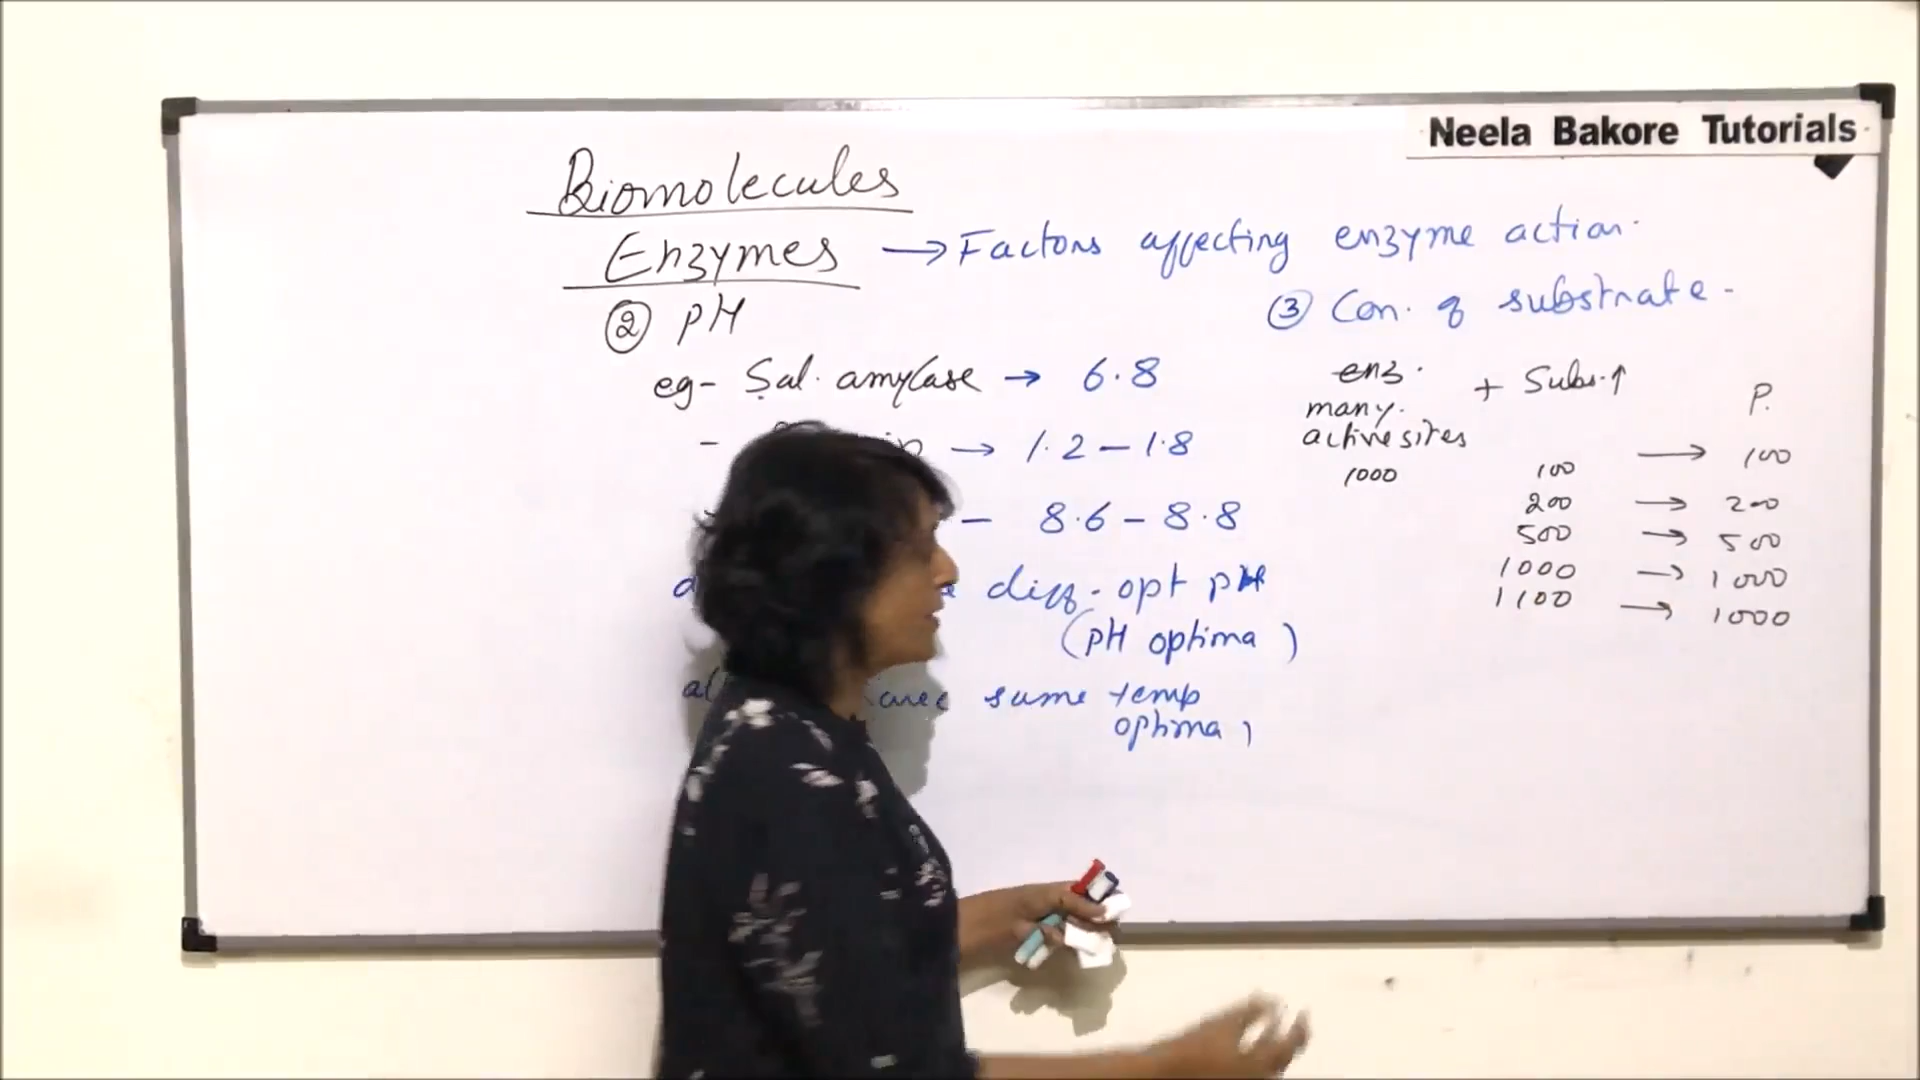 Neela Bakore Tutorials
Biomolecules
Enzymes → Factors affecting enzyme action.
② pH
eg- Sal. amylase → 6.8
- → 1.2 – 1.8
– 8.6 – 8.8
diff. opt pH
(pH optima)
same temp
optima
③ Con. of substrate -
enz. + Subs.↑ P.
many.
active sites
1000
100 → 100
200 → 200
500 → 500
1000 → 1000
1100 → 1000